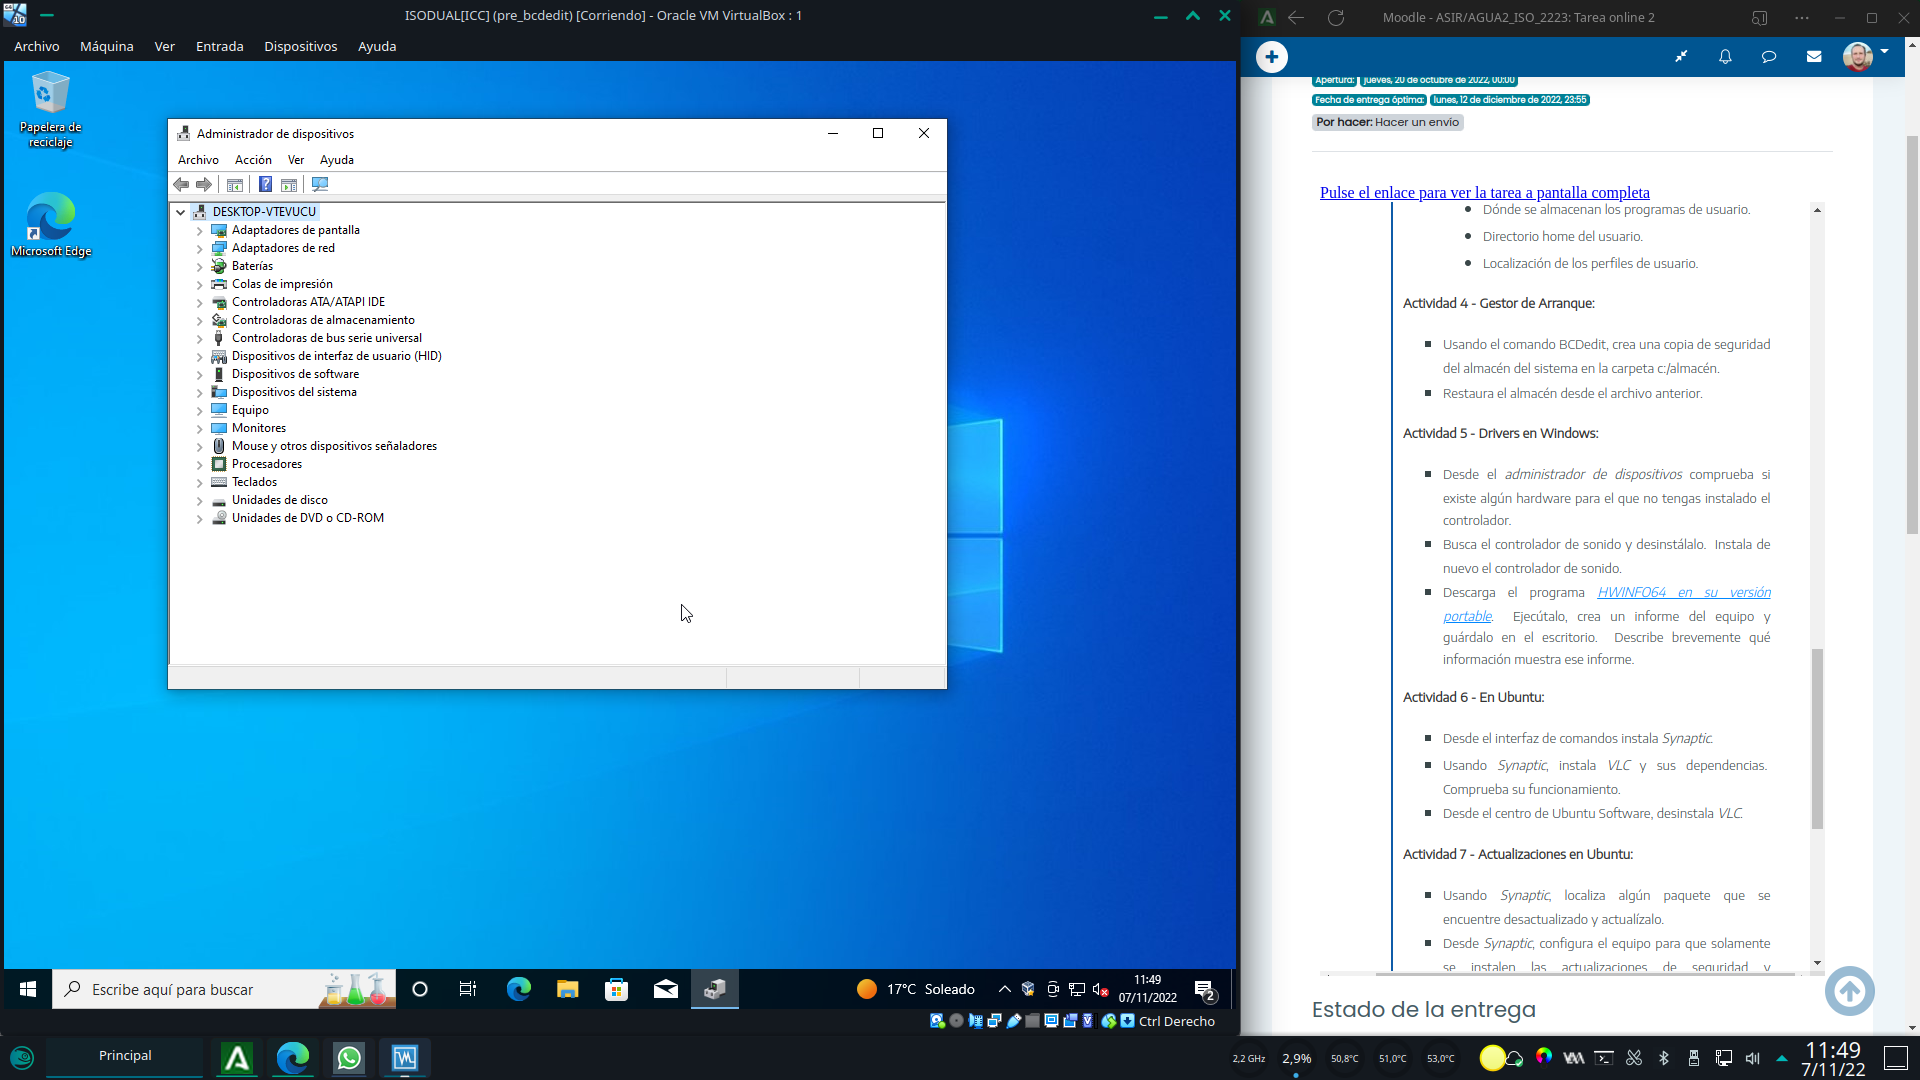 ISODUAL[ICC] (pre_bcdedit) [Corriendo] - Oracle VM VirtualBox : 1
Archivo Máquina Ver Entrada Dispositivos Ayuda
Papelera de
reciclaje
Microsoft Edge
Administrador de dispositivos
Archivo Acción Ver Ayuda
DESKTOP-VTEVUCU
Adaptadores de pantalla
Adaptadores de red
Baterías
Colas de impresión
Controladoras ATA/ATAPI IDE
Controladoras de almacenamiento
Controladoras de bus serie universal
Dispositivos de interfaz de usuario (HID)
Dispositivos de software
Dispositivos del sistema
Equipo
Monitores
Mouse y otros dispositivos señaladores
Procesadores
Teclados
Unidades de disco
Unidades de DVD o CD-ROM
Escribe aquí para buscar
17°C Soleado
11:49
07/11/2022
2
Ctrl Derecho
Moodle - ASIR/AGUA2_ISO_2223: Tarea online 2
Apertura: jueves, 20 de octubre de 2022, 00:00
Fecha de entrega óptima: lunes, 12 de diciembre de 2022, 23:55
Por hacer: Hacer un envío
Pulse el enlace para ver la tarea a pantalla completa
Dónde se almacenan los programas de usuario.
Directorio home del usuario.
Localización de los perfiles de usuario.
Actividad 4 - Gestor de Arranque:
Usando el comando BCDedit, crea una copia de seguridad
del almacén del sistema en la carpeta c:/almacén.
Restaura el almacén desde el archivo anterior.
Actividad 5 - Drivers en Windows:
Desde el administrador de dispositivos comprueba si
existe algún hardware para el que no tengas instalado el
controlador.
Busca el controlador de sonido y desinstálalo. Instala de
nuevo el controlador de sonido.
Descarga el programa HWINFO64 en su versión
portable. Ejecútalo, crea un informe del equipo y
guárdalo en el escritorio. Describe brevemente qué
información muestra ese informe.
Actividad 6 - En Ubuntu:
Desde el interfaz de comandos instala Synaptic.
Usando Synaptic, instala VLC y sus dependencias.
Comprueba su funcionamiento.
Desde el centro de Ubuntu Software, desinstala VLC.
Actividad 7 - Actualizaciones en Ubuntu:
Usando Synaptic, localiza algún paquete que se
encuentre desactualizado y actualízalo.
Desde Synaptic, configura el equipo para que solamente
se instalen las actualizaciones de seguridad y
Estado de la entrega
Principal
2,2 GHz 2,9% 50,8°C 51,0°C 53,0°C
11:49
7/11/22